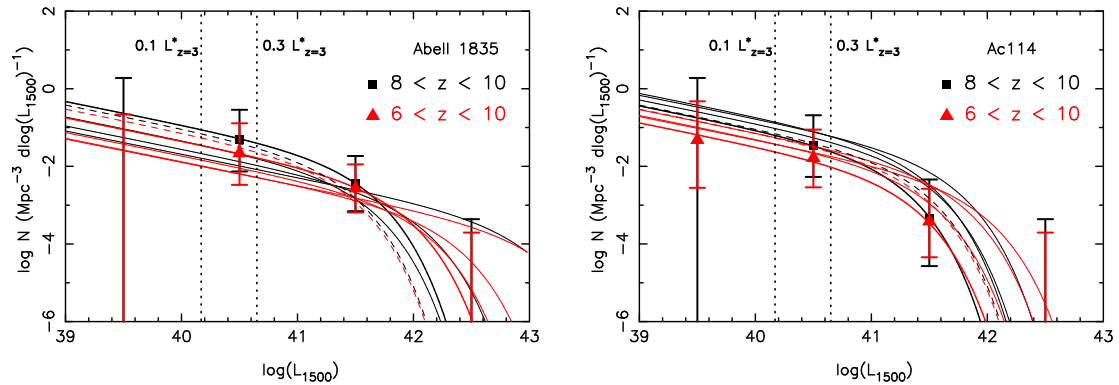 Abell 1835
0.1 L*z=3
0.3 L*z=3
8 < z < 10
6 < z < 10
log N (Mpc⁻³ dlog(L₁₅₀₀)⁻¹)
2
0
−2
−4
−6
39
40
41
42
43
log(L₁₅₀₀)
Ac114
0.1 L*z=3
0.3 L*z=3
8 < z < 10
6 < z < 10
log N (Mpc⁻³ dlog(L₁₅₀₀)⁻¹)
2
0
−2
−4
−6
39
40
41
42
43
log(L₁₅₀₀)